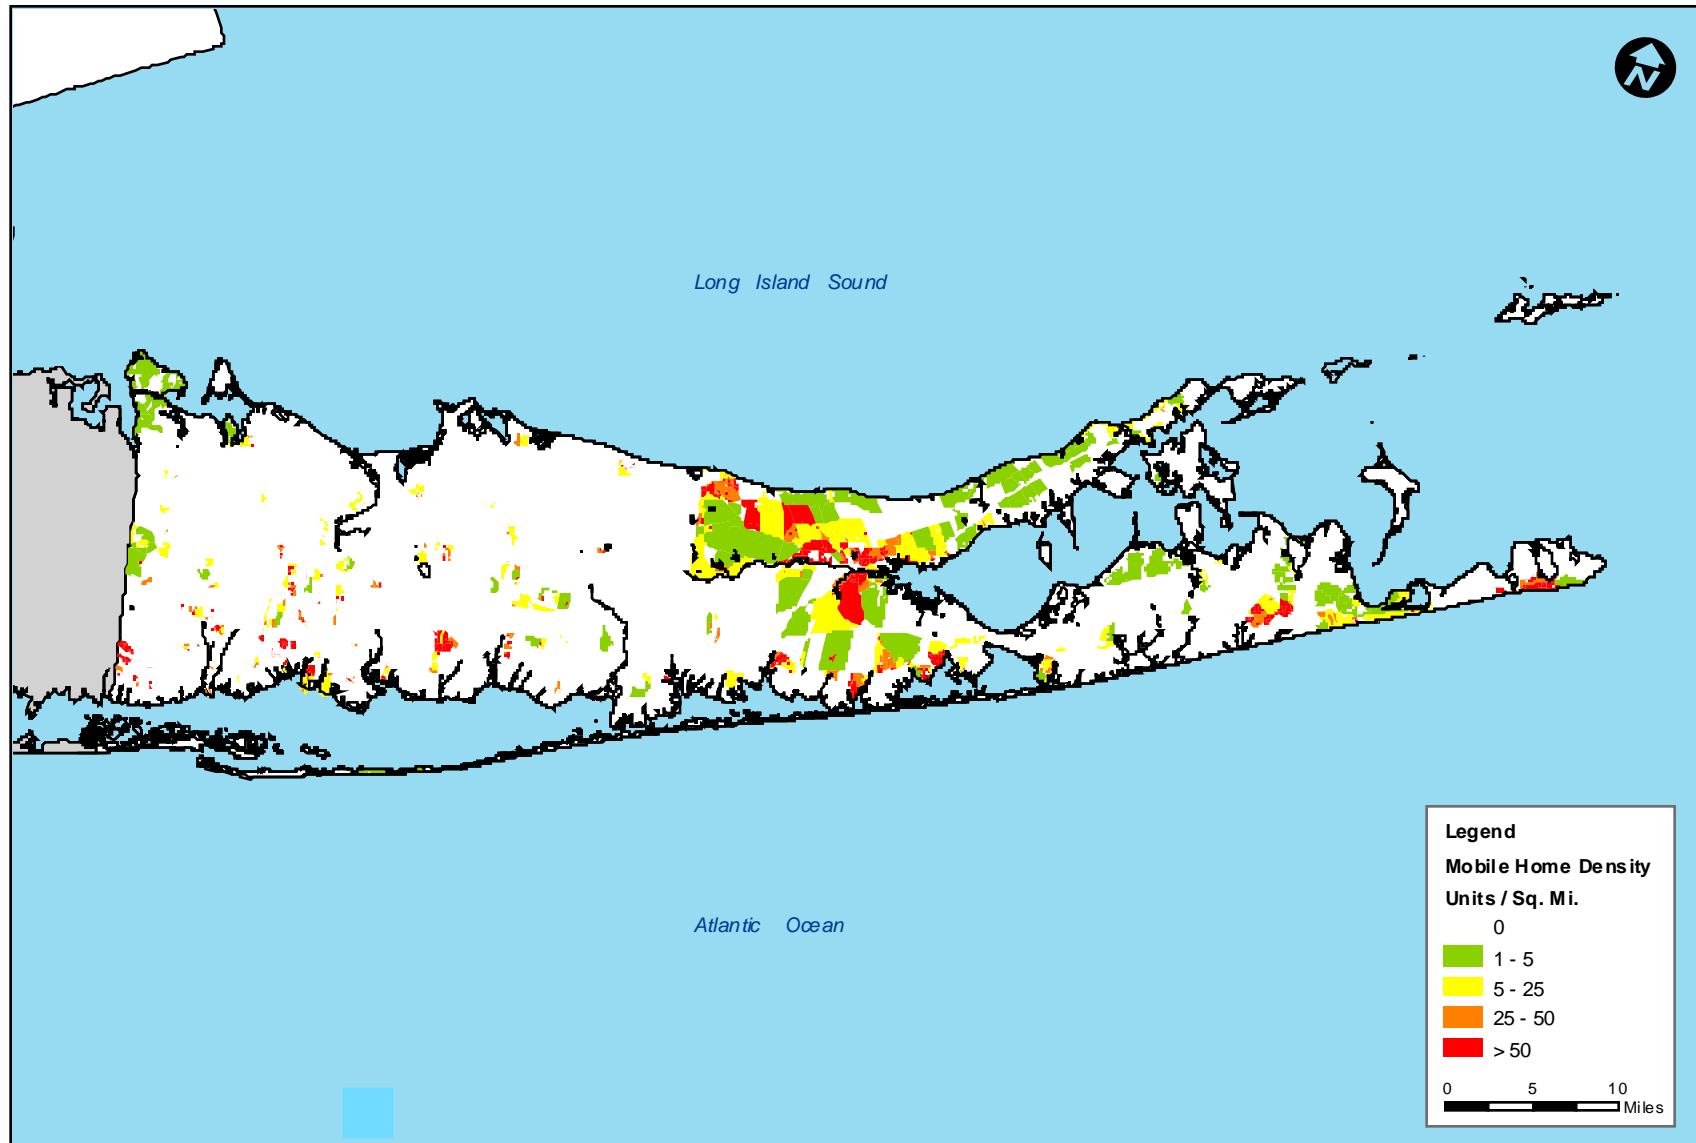 N
Long Island Sound
Atlantic Ocean
Legend
Mobile Home Density
Units / Sq. Mi.
0
1 - 5
5 - 25
25 - 50
> 50
0 5 10
Miles